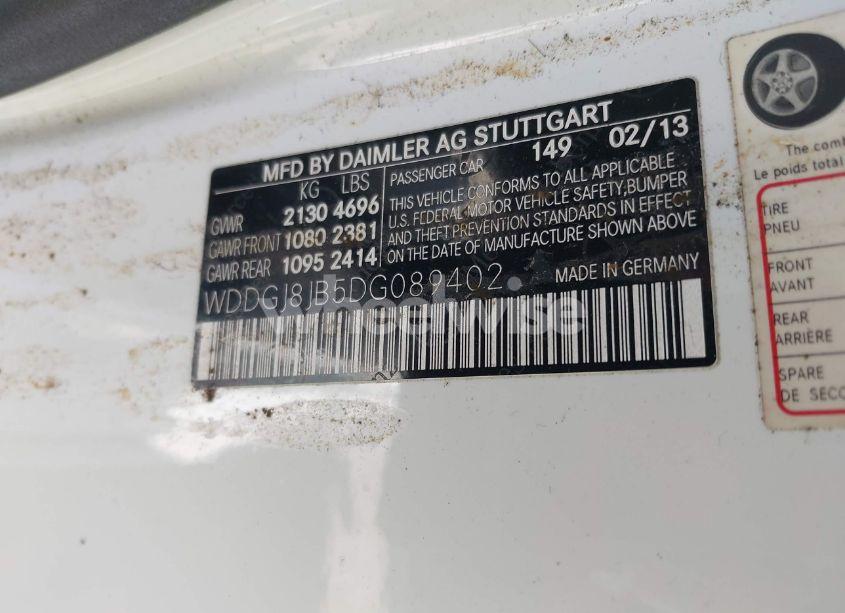 MFD BY DAIMLER AG STUTTGART
KG LBS
GVWR 2130 4696
GAWR FRONT 1080 2381
GAWR REAR 1095 2414
PASSENGER CAR 149 02/13
THIS VEHICLE CONFORMS TO ALL APPLICABLE
U.S. FEDERAL MOTOR VEHICLE SAFETY,BUMPER
AND THEFT PREVENTION STANDARDS IN EFFECT
ON THE DATE OF MANUFACTURE SHOWN ABOVE
WDDGJ8JB5DG089402 MADE IN GERMANY
wheelwise
The comb
Le poids total
TIRE
PNEU
FRONT
AVANT
REAR
ARRIÈRE
SPARE
DE SECO